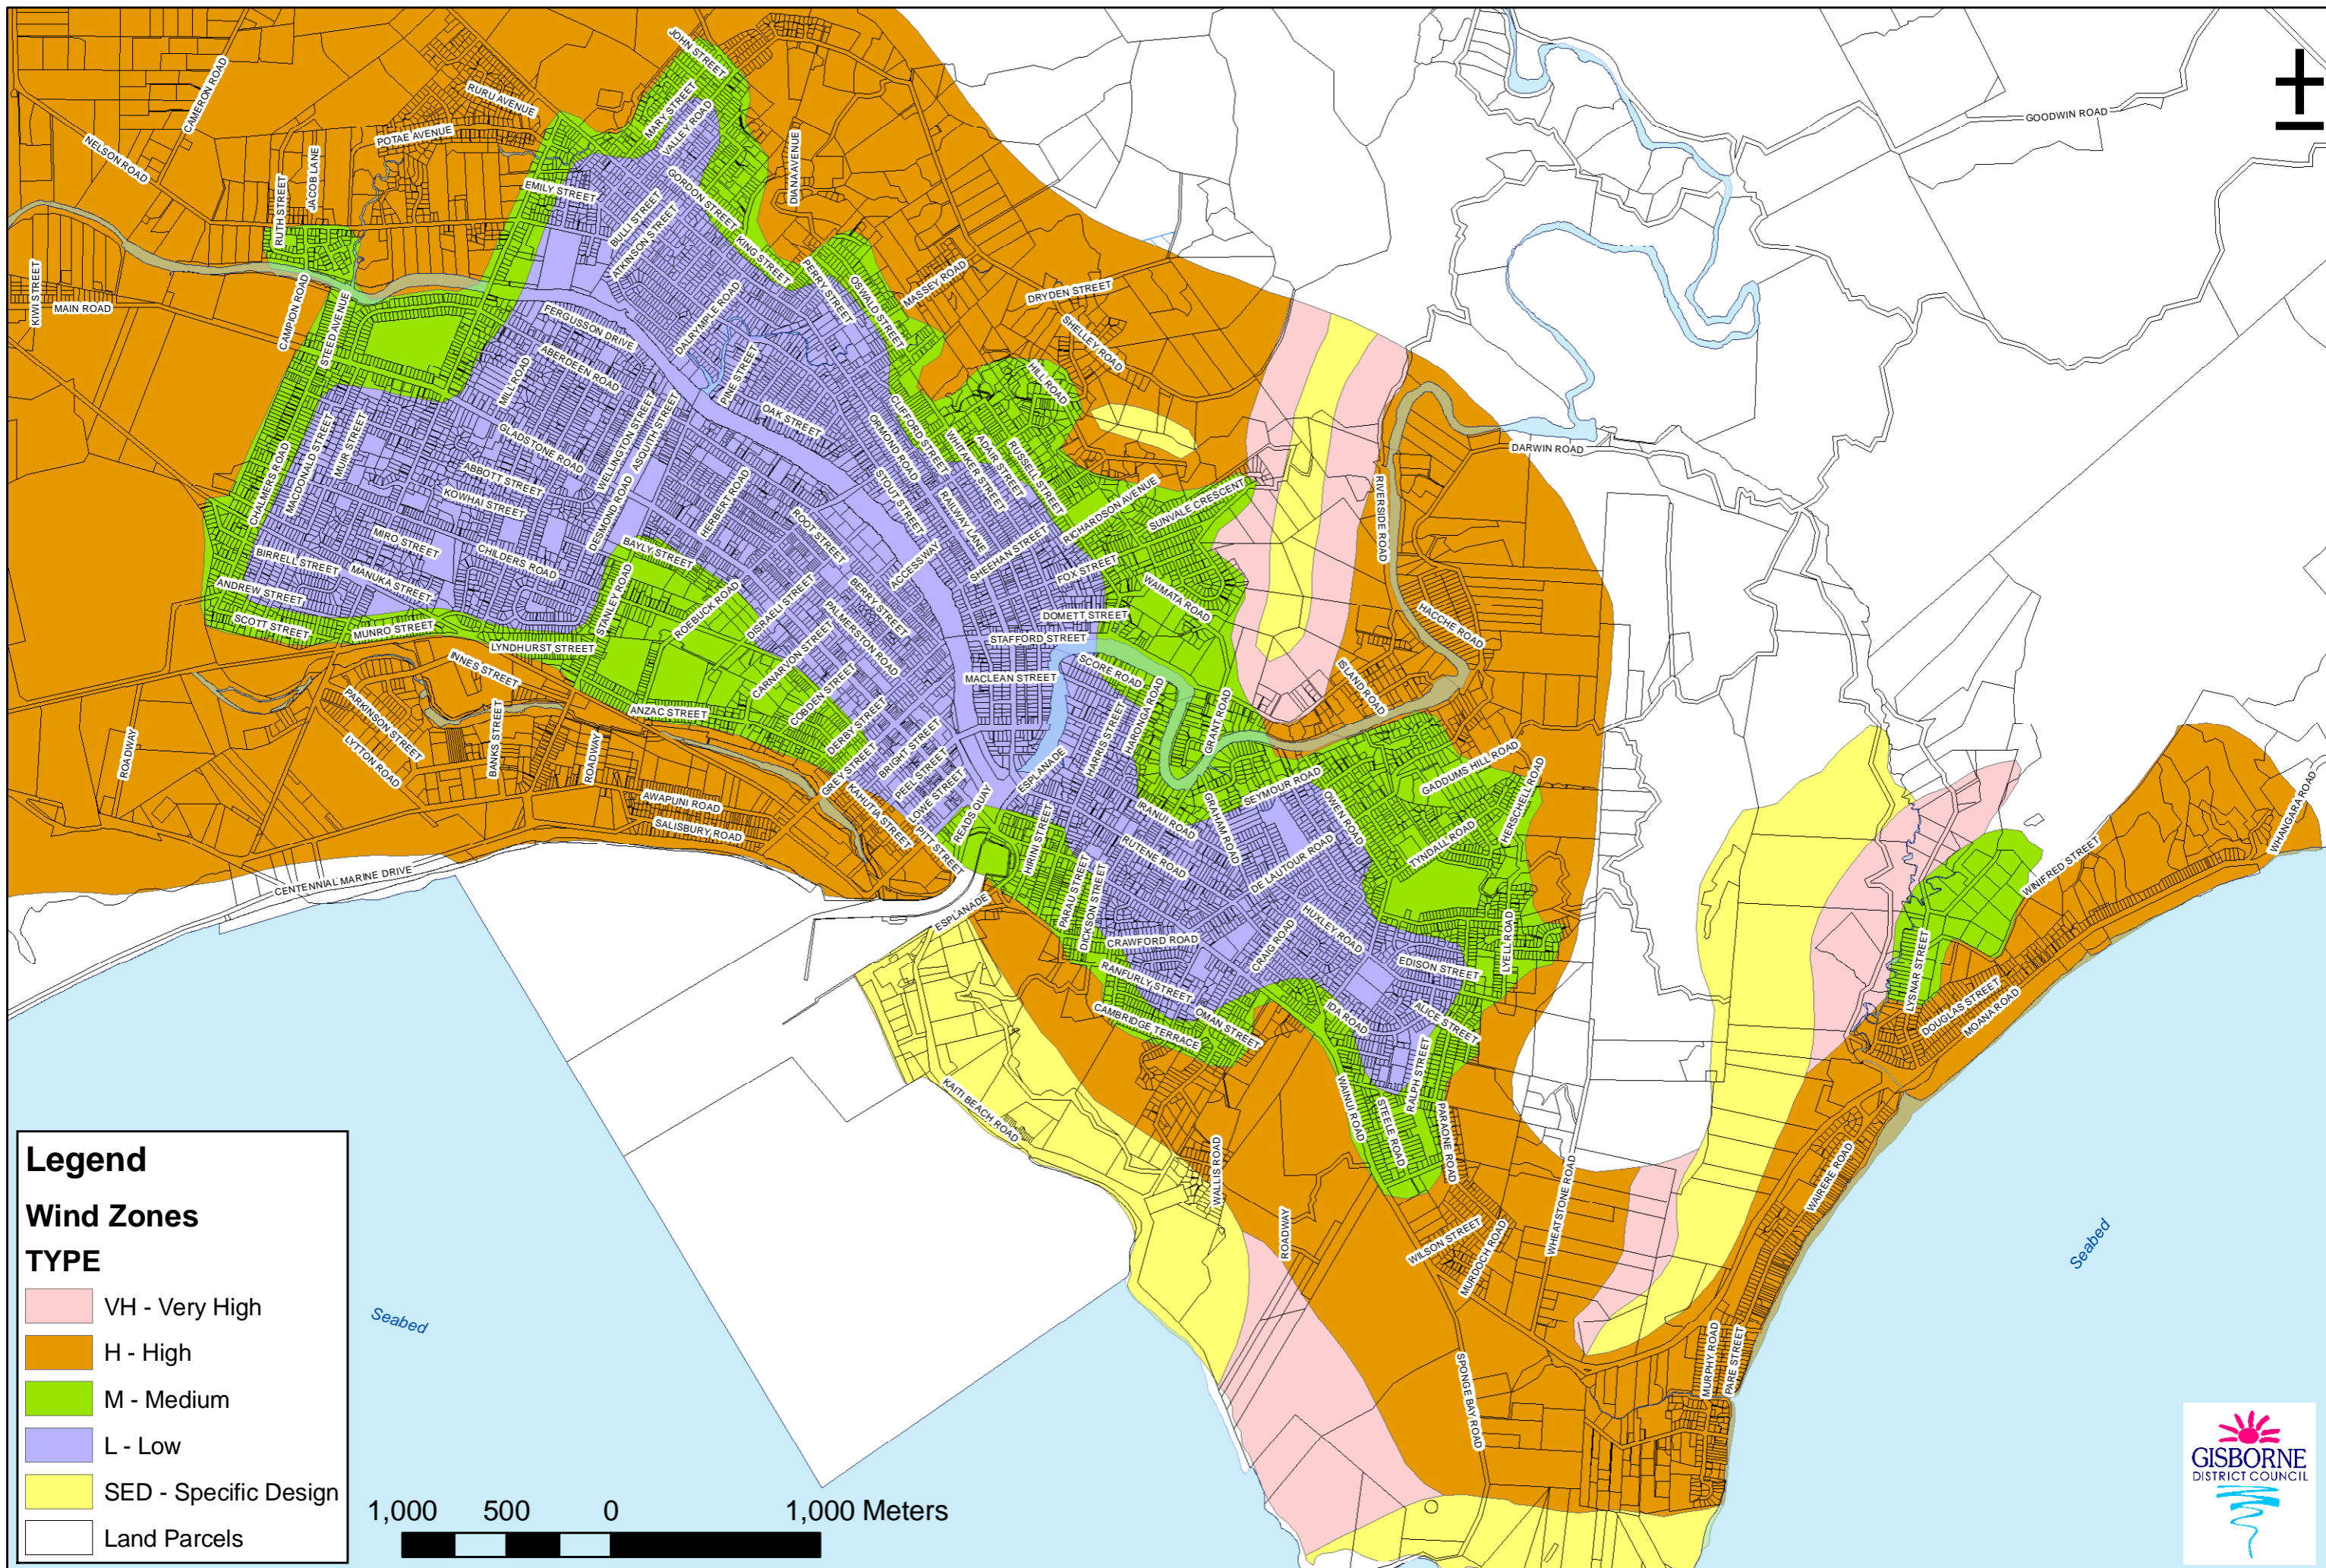 JOHN STREET
CAMERON ROAD
RURU AVENUE
MARY STREET
VALLEY ROAD
GOODWIN ROAD
POTAE AVENUE
NELSON ROAD
DIANA AVENUE
JACOB LANE
RUTH STREET
EMILY STREET
GORDON STREET
BULLI STREET
ATKINSON STREET
KING STREET
PERRY STREET
OSWALD STREET
MASSEY ROAD
DRYDEN STREET
KIWI STREET
MAIN ROAD
CAMPION ROAD
STEED AVENUE
FERGUSSON DRIVE
DALRYMPLE ROAD
SHELLEY ROAD
ABERDEEN ROAD
MILL ROAD
PINE STREET
HILL ROAD
OAK STREET
WELLINGTON STREET
ASQUITH STREET
CLIFFORD STREET
ORMOND ROAD
WHITAKER STREET
ADAIR STREET
RUSSELL STREET
GLADSTONE ROAD
MACDONALD STREET
MUIR STREET
CHALMERS ROAD
ABBOTT STREET
KOWHAI STREET
DESMOND ROAD
HERBERT ROAD
STOUT STREET
RAILWAY LANE
RICHARDSON AVENUE
SUNVALE CRESCENT
DARWIN ROAD
RIVERSIDE ROAD
ROOT STREET
MIRO STREET
CHILDERS ROAD
BAYLY STREET
BIRRELL STREET
MANUKA STREET
ANDREW STREET
SCOTT STREET
MUNRO STREET
STANLEY ROAD
LYNDHURST STREET
ROEBUCK ROAD
DISRAELI STREET
BERRY STREET
ACCESSWAY
SHEEHAN STREET
FOX STREET
WAIMATA ROAD
DOMETT STREET
STAFFORD STREET
HACCHE ROAD
PALMERSTON ROAD
CARNARVON STREET
COBDEN STREET
MACLEAN STREET
SCORE ROAD
HARONGA ROAD
HARRIS STREET
GRANT ROAD
ISLAND ROAD
INNES STREET
PARKINSON STREET
LYTTON ROAD
BANKS STREET
ROADWAY
ROADWAY
ANZAC STREET
DERBY STREET
GREY STREET
BRIGHT STREET
PEEL STREET
LOWE STREET
KAHUTIA STREET
PITT STREET
READS QUAY
ESPLANADE
AWAPUNI ROAD
SALISBURY ROAD
CENTENNIAL MARINE DRIVE
SEYMOUR ROAD
GADDUMS HILL ROAD
HERSCHELL ROAD
OWEN ROAD
IRANUI ROAD
GRAHAM ROAD
HIRINI STREET
RUTENE ROAD
DE LAUTOUR ROAD
TYNDALL ROAD
WHANGARA ROAD
WINIFRED STREET
PARAU STREET
DICKSON STREET
ESPLANADE
CRAWFORD ROAD
CRAIG ROAD
HUXLEY ROAD
LYELL ROAD
EDISON STREET
LYSNAR STREET
DOUGLAS STREET
MOANA ROAD
RANFURLY STREET
CAMBRIDGE TERRACE
OMAN STREET
IDA ROAD
ALICE STREET
RALPH STREET
WAINUI ROAD
STEELE ROAD
PARAONE ROAD
KAITI BEACH ROAD
WALLIS ROAD
ROADWAY
WHEATSTONE ROAD
WAIRERE ROAD
WILSON STREET
MURDOCH ROAD
SPONGE BAY ROAD
MURPHY ROAD
PARE STREET
Seabed
Seabed
Legend
Wind Zones
TYPE
VH - Very High
H - High
M - Medium
L - Low
SED - Specific Design
Land Parcels
1,000 500 0 1,000 Meters
GISBORNE
DISTRICT COUNCIL